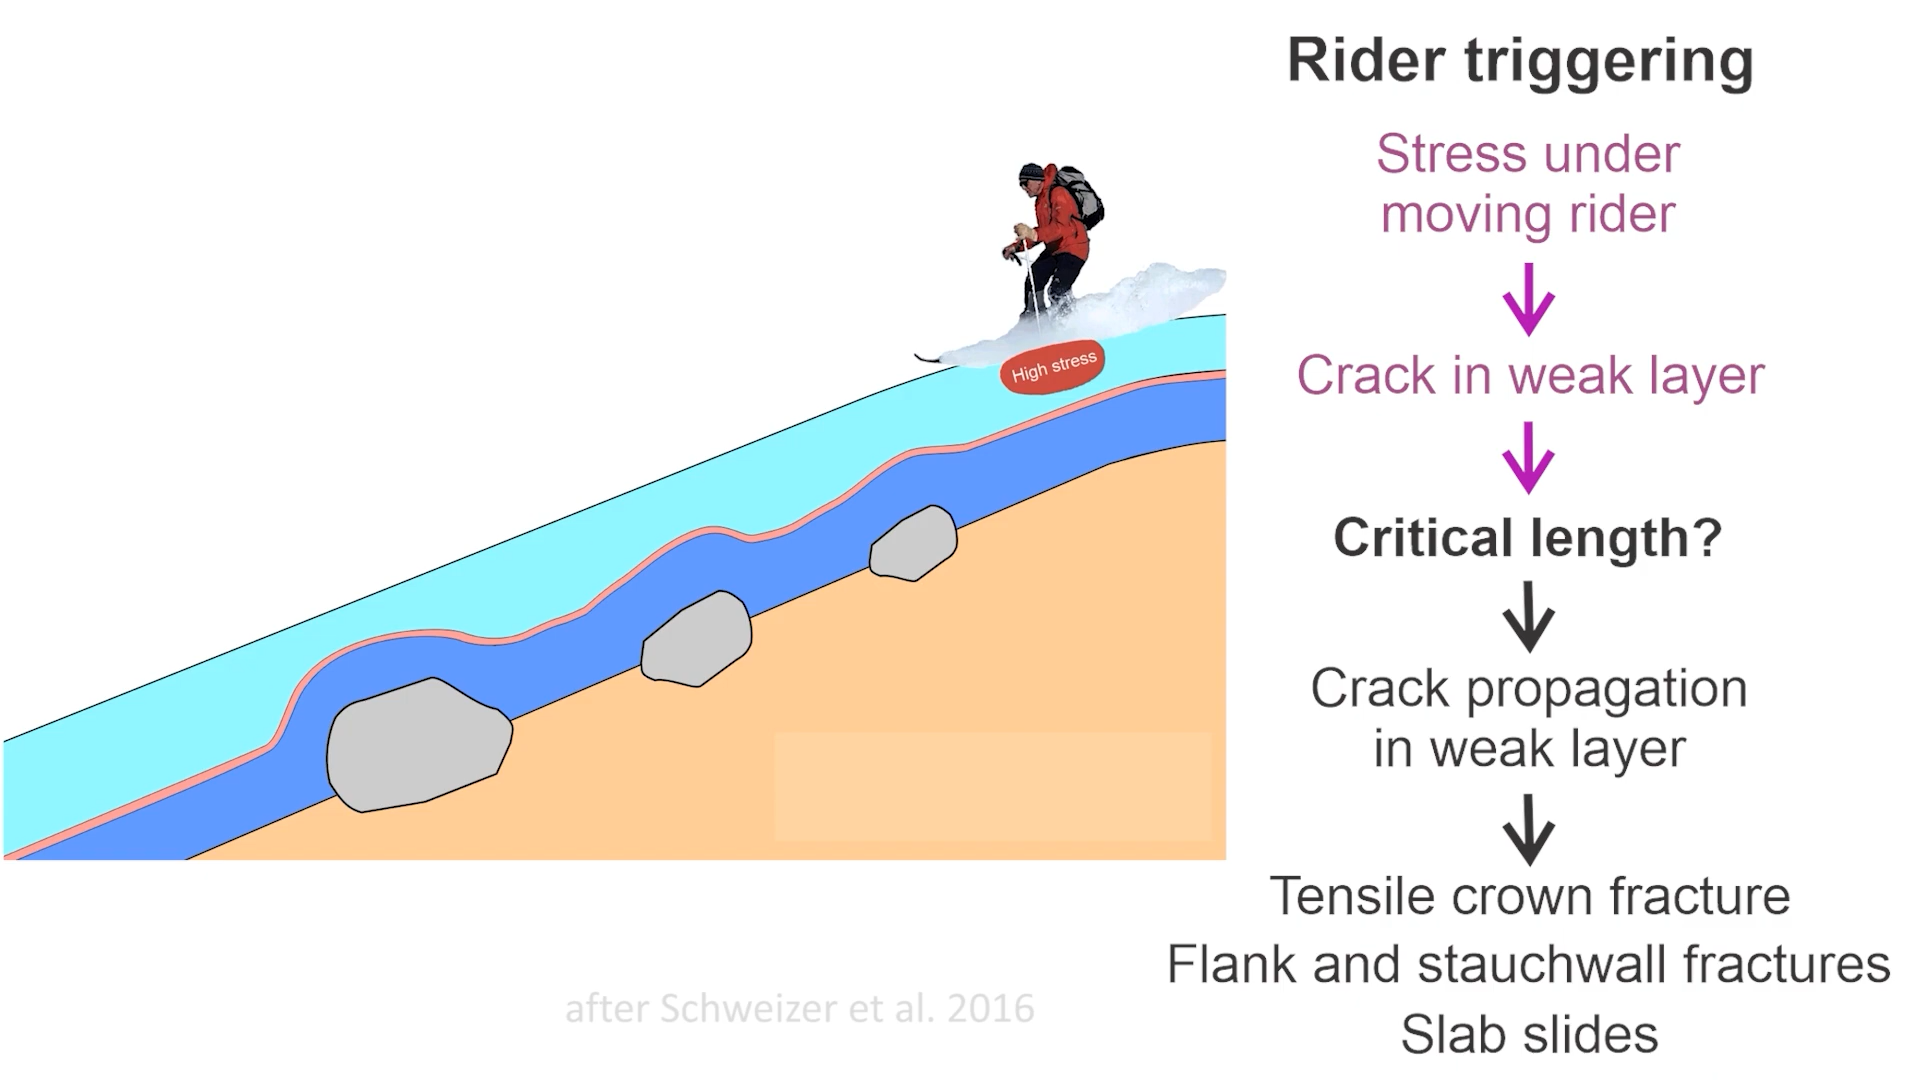 Rider triggering
Stress under
moving rider
High stress
Crack in weak layer
Critical length?
Crack propagation
in weak layer
Tensile crown fracture
Flank and stauchwall fractures
after Schweizer et al. 2016
Slab slides